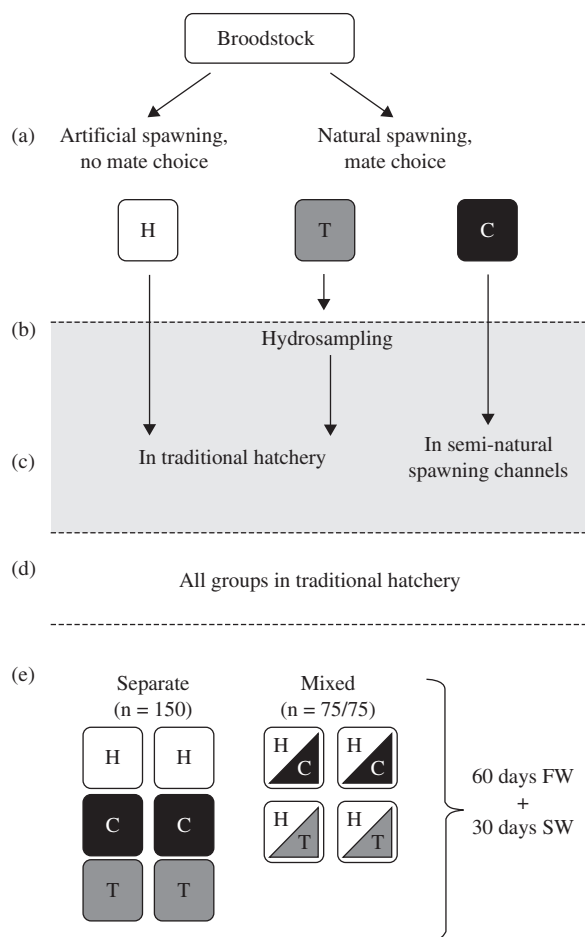 Broodstock
(a)
Artificial spawning,
no mate choice
Natural spawning,
mate choice
H
T
C
(b)
Hydrosampling
(c)
In traditional hatchery
In semi-natural
spawning channels
(d)
All groups in traditional hatchery
(e)
Separate
(n = 150)
Mixed
(n = 75/75)
H
H
H
C
H
C
C
C
H
T
H
T
T
T
60 days FW
+
30 days SW